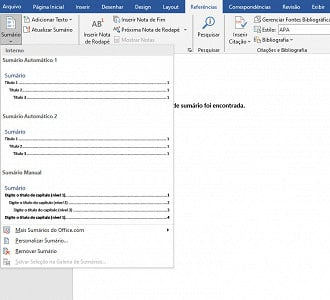 Arquivo Página Inicial Inserir Desenhar Design Layout Referências Correspondências Revisão Exibir
Sumário
Adicionar Texto
Atualizar Sumário
AB¹
Inserir Nota de Rodapé
Inserir Nota de Fim
Próxima Nota de Rodapé
Mostrar Notas
Pesquisar
Pesquisar
Inserir Citação
Gerenciar Fontes Bibliográficas
Estilo: APA
Bibliografia
Citações e Bibliografia
Interno
Sumário Automático 1
Sumário
Título 1 1
Título 2 1
Título 3 1
de sumário foi encontrada.
Sumário Automático 2
Sumário
Título 1 1
Título 2 1
Título 3 1
Sumário Manual
Sumário
Digite o título do capítulo (nível 1) 1
Digite o título do capítulo (nível 2) 2
Digite o título do capítulo (nível 3) 3
Digite o título do capítulo (nível 1) 4
Mais Sumários do Office.com
Personalizar Sumário...
Remover Sumário
Salvar Seleção na Galeria de Sumários...